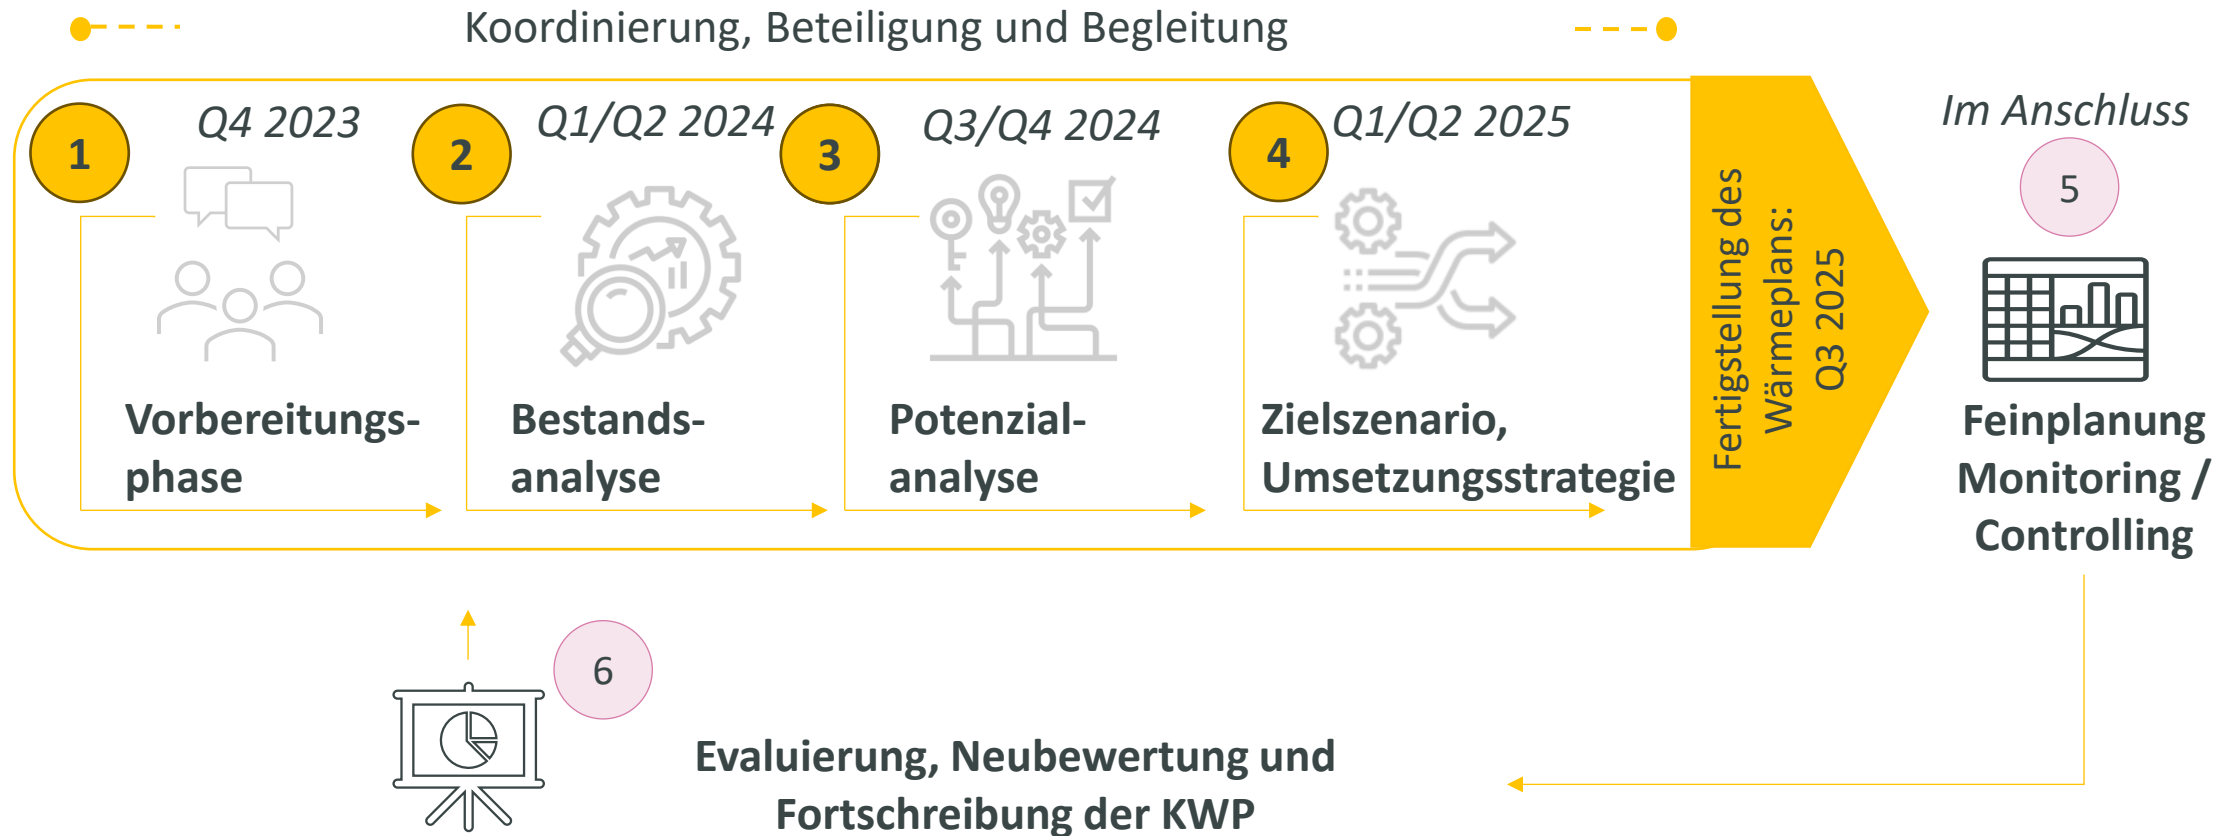 Koordinierung, Beteiligung und Begleitung
1
Q4 2023
Vorbereitungs-
phase
2
Q1/Q2 2024
Bestands-
analyse
3
Q3/Q4 2024
Potenzial-
analyse
4
Q1/Q2 2025
Zielszenario,
Umsetzungsstrategie
Fertigstellung des
Wärmeplans:
Q3 2025
Im Anschluss
5
Feinplanung
Monitoring /
Controlling
6
Evaluierung, Neubewertung und
Fortschreibung der KWP